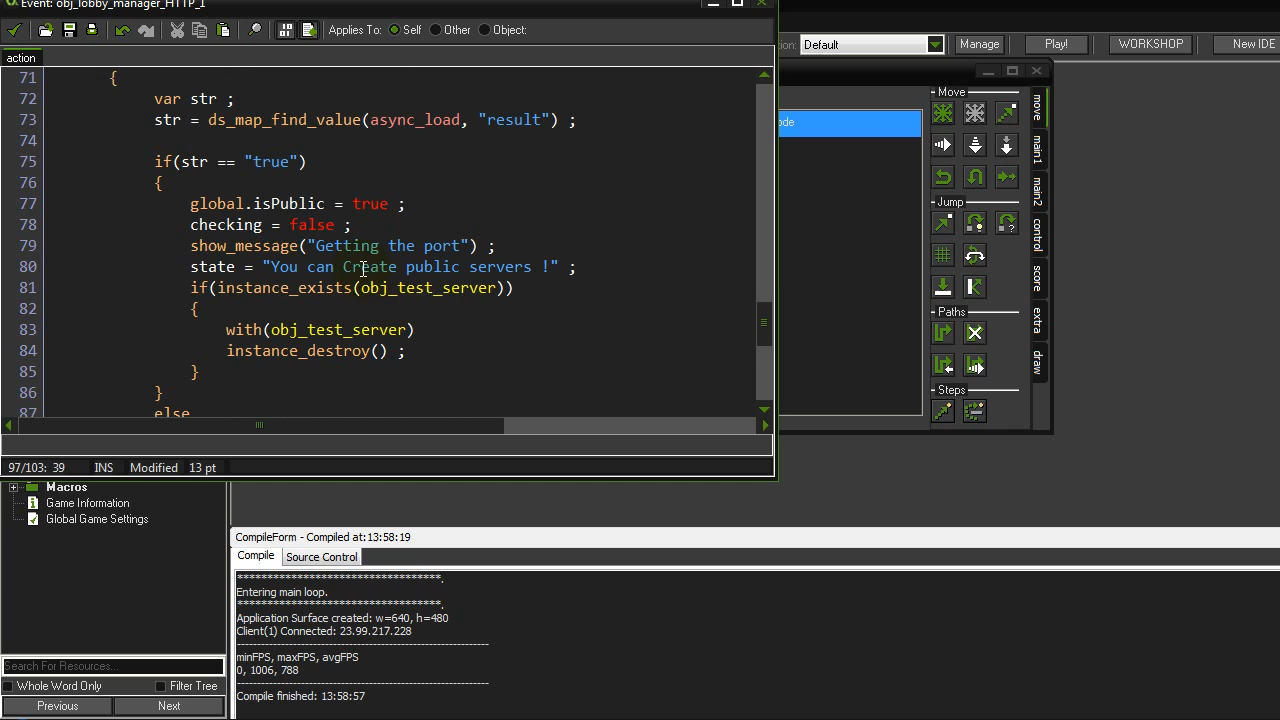 Event: obj_lobby_manager_HTTP_1
Applies To: Self Other Object:
Default Manage Play! WORKSHOP New IDE
action
71 {
72 var str ;
73 str = ds_map_find_value(async_load, "result") ;
74
75 if(str == "true")
76 {
77 global.isPublic = true ;
78 checking = false ;
79 show_message("Getting the port") ;
80 state = "You can Create public servers !" ;
81 if(instance_exists(obj_test_server))
82 {
83 with(obj_test_server)
84 instance_destroy() ;
85 }
86 }
87 else
97/103: 39 INS Modified 13 pt
Move
Jump
Paths
Steps
move
main1
main2
control
score
extra
draw
Macros
Game Information
Global Game Settings
Search For Resources...
Whole Word Only Filter Tree
Previous Next
CompileForm - Compiled at:13:58:19
Compile Source Control
***********************************.
Entering main loop.
***********************************.
Application Surface created: w=640, h=480
Client(1) Connected: 23.99.217.228
minFPS, maxFPS, avgFPS
0, 1006, 788
Compile finished: 13:58:57